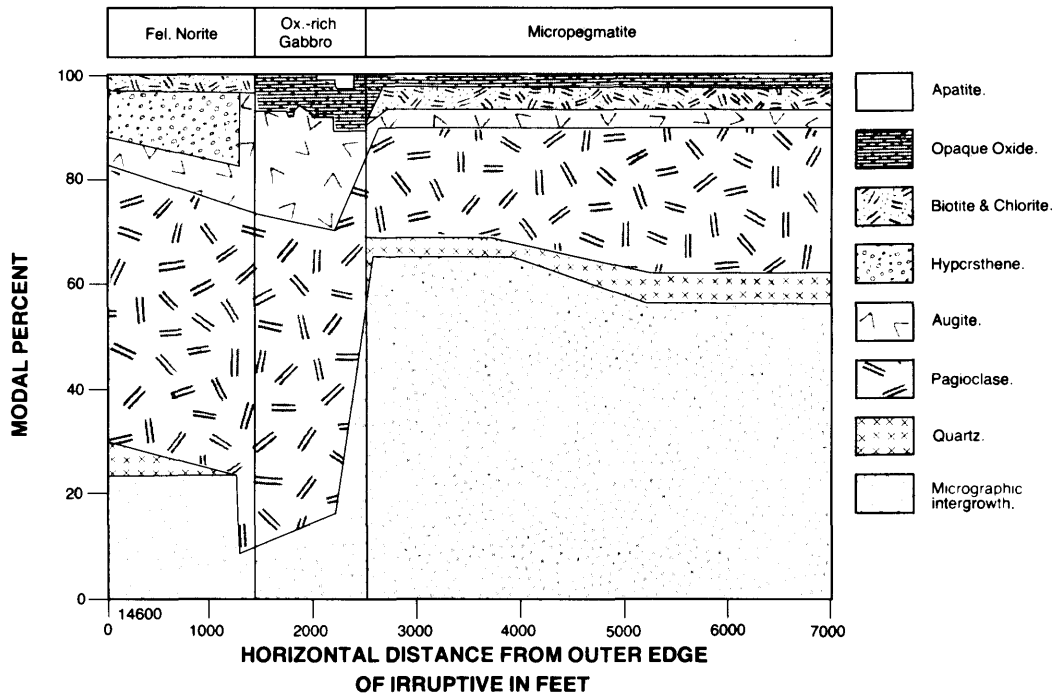 Fel. Norite
Ox.-rich
Gabbro
Micropegmatite
100
80
60
40
20
0
MODAL PERCENT
14600
0
1000
2000
3000
4000
5000
6000
7000
HORIZONTAL DISTANCE FROM OUTER EDGE
OF IRRUPTIVE IN FEET
Apatite.
Opaque Oxide.
Biotite & Chlorite.
Hypcrsthene.
Augite.
Pagioclase.
Quartz.
Micrographic
intergrowth.